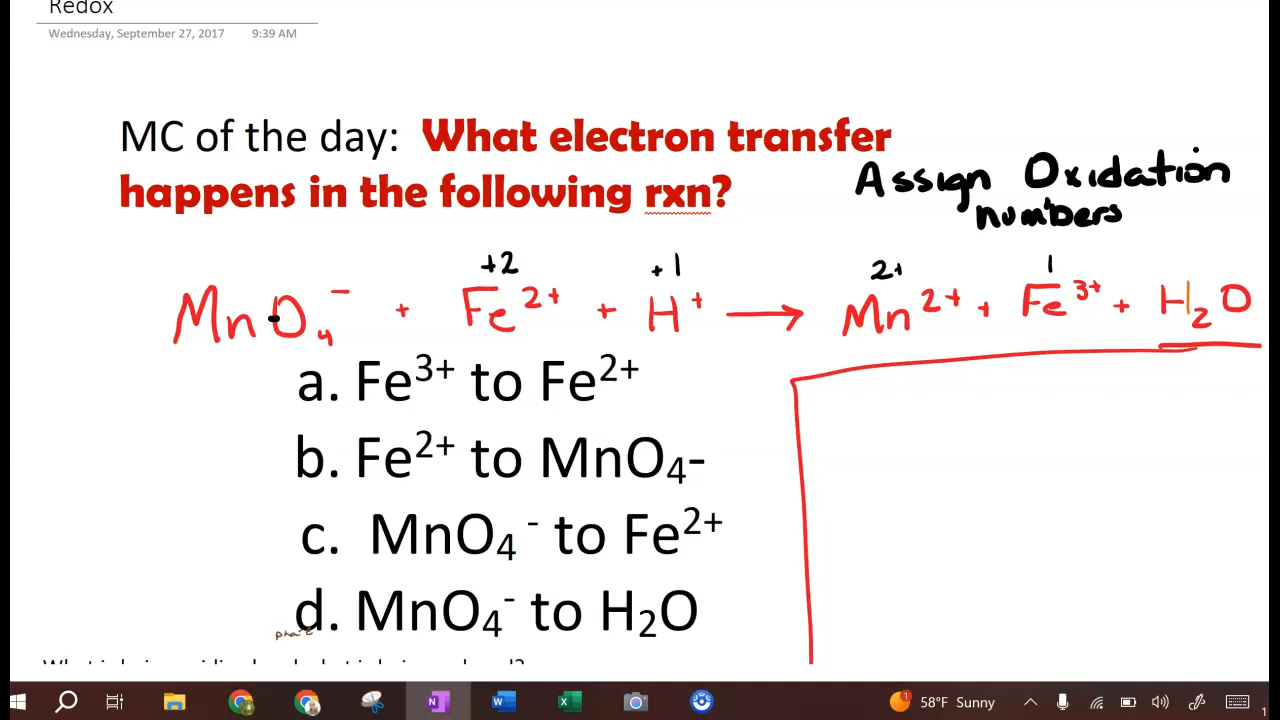 Redox
Wednesday, September 27, 2017 9:39 AM
MC of the day: What electron transfer
happens in the following rxn?
Assign Oxidation
numbers
+2 +1 2+ 1
MnO₄⁻ + Fe²⁺ + H⁺ → Mn²⁺ + Fe³⁺ + H₂O
a. Fe³⁺ to Fe²⁺
b. Fe²⁺ to MnO₄-
c. MnO₄⁻ to Fe²⁺
d. MnO₄⁻ to H₂O
58°F Sunny
1